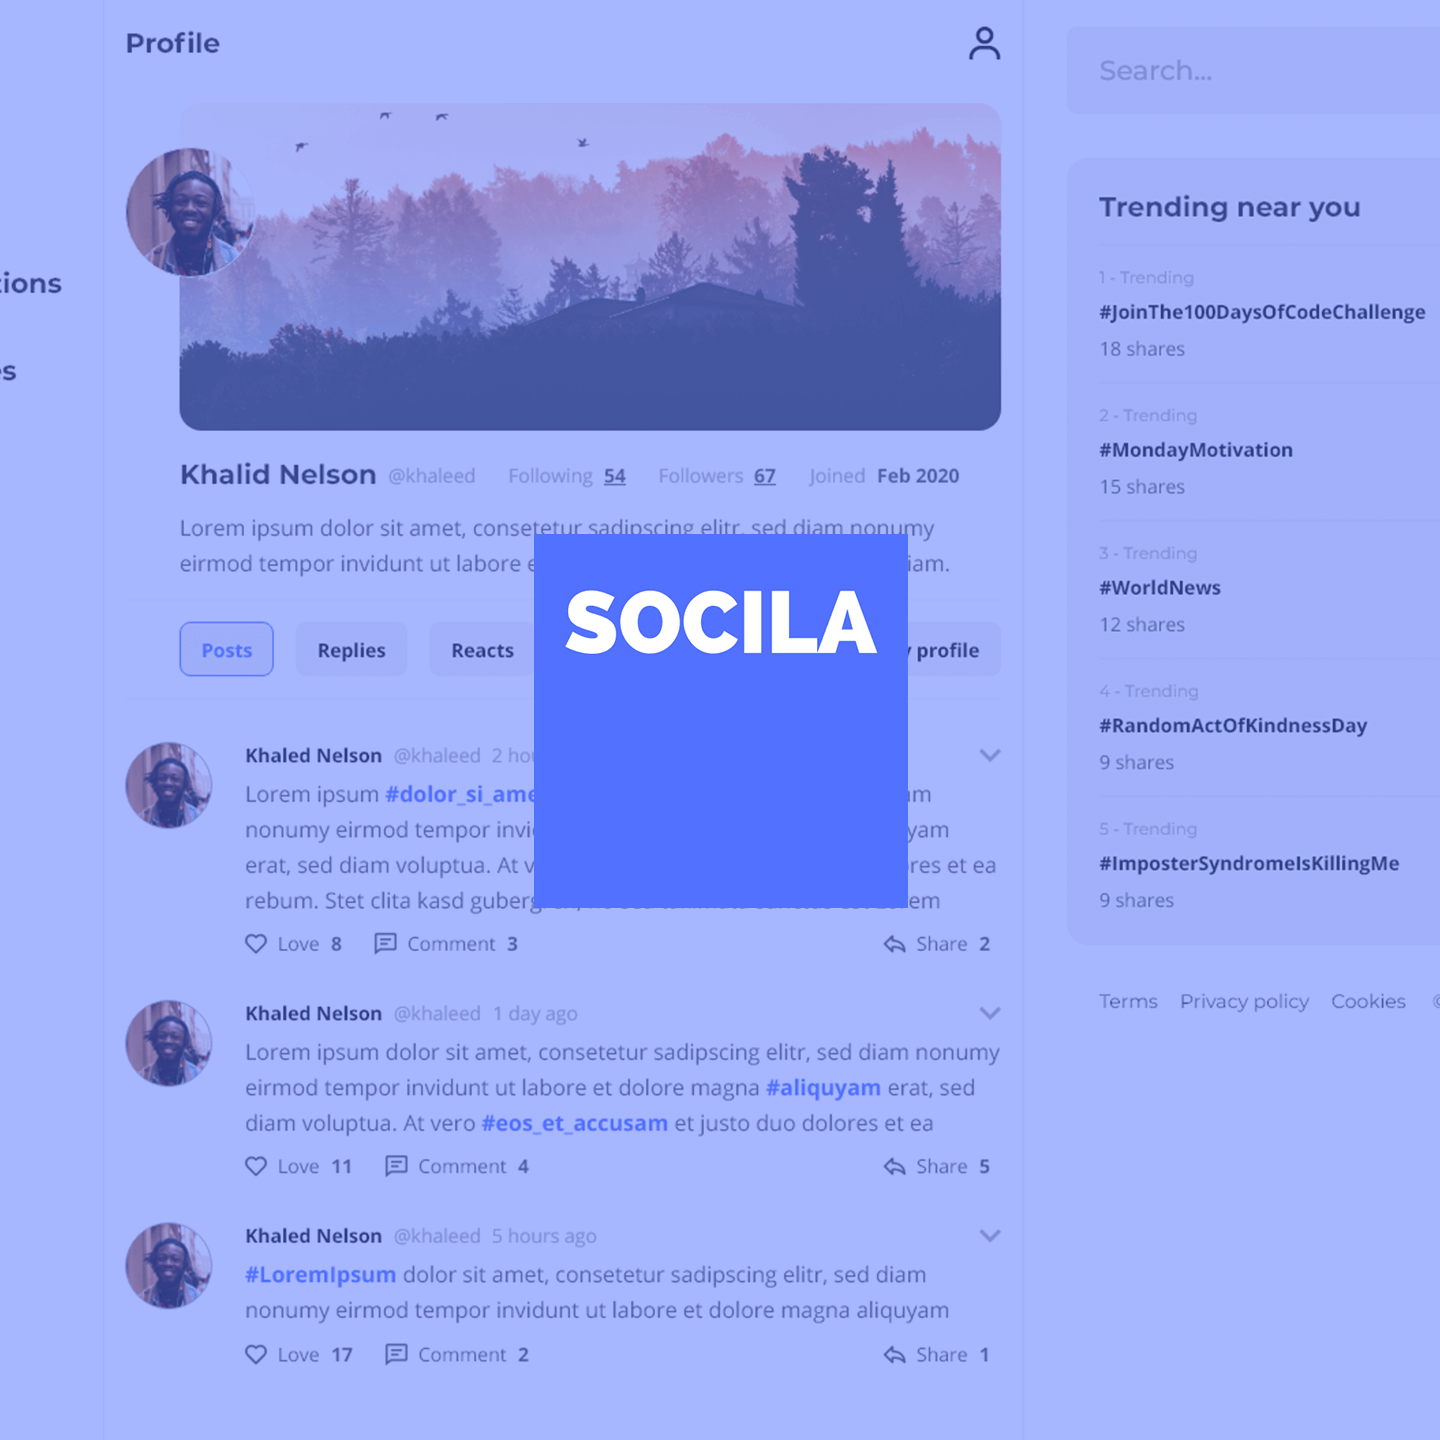 Profile
Search...
tions
es
Trending near you
1 - Trending
#JoinThe100DaysOfCodeChallenge
18 shares
2 - Trending
#MondayMotivation
15 shares
3 - Trending
#WorldNews
12 shares
4 - Trending
#RandomActOfKindnessDay
9 shares
5 - Trending
#ImposterSyndromeIsKillingMe
9 shares
Terms Privacy policy Cookies ©
Khalid Nelson @khaleed Following 54 Followers 67 Joined Feb 2020
Lorem ipsum dolor sit amet, consetetur sadipscing elitr, sed diam nonumy
eirmod tempor invidunt ut labore e iam.
Posts Replies Reacts y profile
SOCILA
Khaled Nelson @khaleed 2 hou
Lorem ipsum #dolor_si_ame am
nonumy eirmod tempor invi yam
erat, sed diam voluptua. At v res et ea
rebum. Stet clita kasd guberg em
Love 8 Comment 3 Share 2
Khaled Nelson @khaleed 1 day ago
Lorem ipsum dolor sit amet, consetetur sadipscing elitr, sed diam nonumy
eirmod tempor invidunt ut labore et dolore magna #aliquyam erat, sed
diam voluptua. At vero #eos_et_accusam et justo duo dolores et ea
Love 11 Comment 4 Share 5
Khaled Nelson @khaleed 5 hours ago
#LoremIpsum dolor sit amet, consetetur sadipscing elitr, sed diam
nonumy eirmod tempor invidunt ut labore et dolore magna aliquyam
Love 17 Comment 2 Share 1